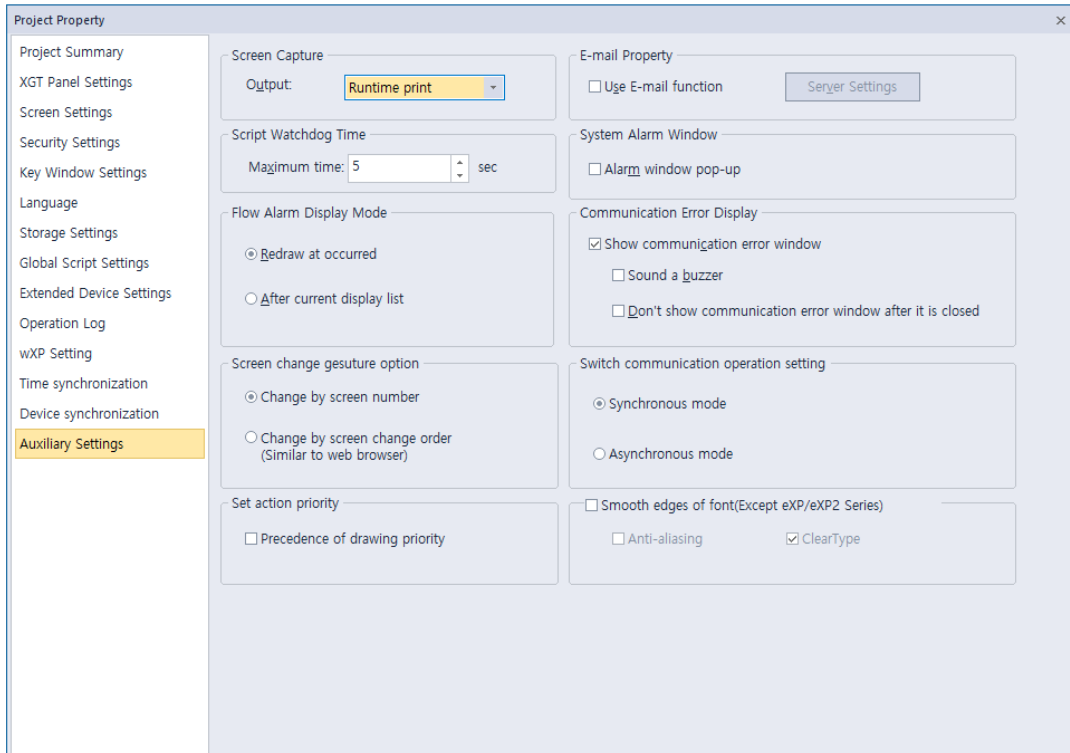 Project Property
Project Summary
XGT Panel Settings
Screen Settings
Security Settings
Key Window Settings
Language
Storage Settings
Global Script Settings
Extended Device Settings
Operation Log
wXP Setting
Time synchronization
Device synchronization
Auxiliary Settings
Screen Capture
Output:
Runtime print
E-mail Property
Use E-mail function
Server Settings
Script Watchdog Time
Maximum time: 5 sec
System Alarm Window
Alarm window pop-up
Flow Alarm Display Mode
Redraw at occurred
After current display list
Communication Error Display
Show communication error window
Sound a buzzer
Don't show communication error window after it is closed
Screen change gesuture option
Change by screen number
Change by screen change order
(Similar to web browser)
Switch communication operation setting
Synchronous mode
Asynchronous mode
Set action priority
Precedence of drawing priority
Smooth edges of font(Except eXP/eXP2 Series)
Anti-aliasing
ClearType